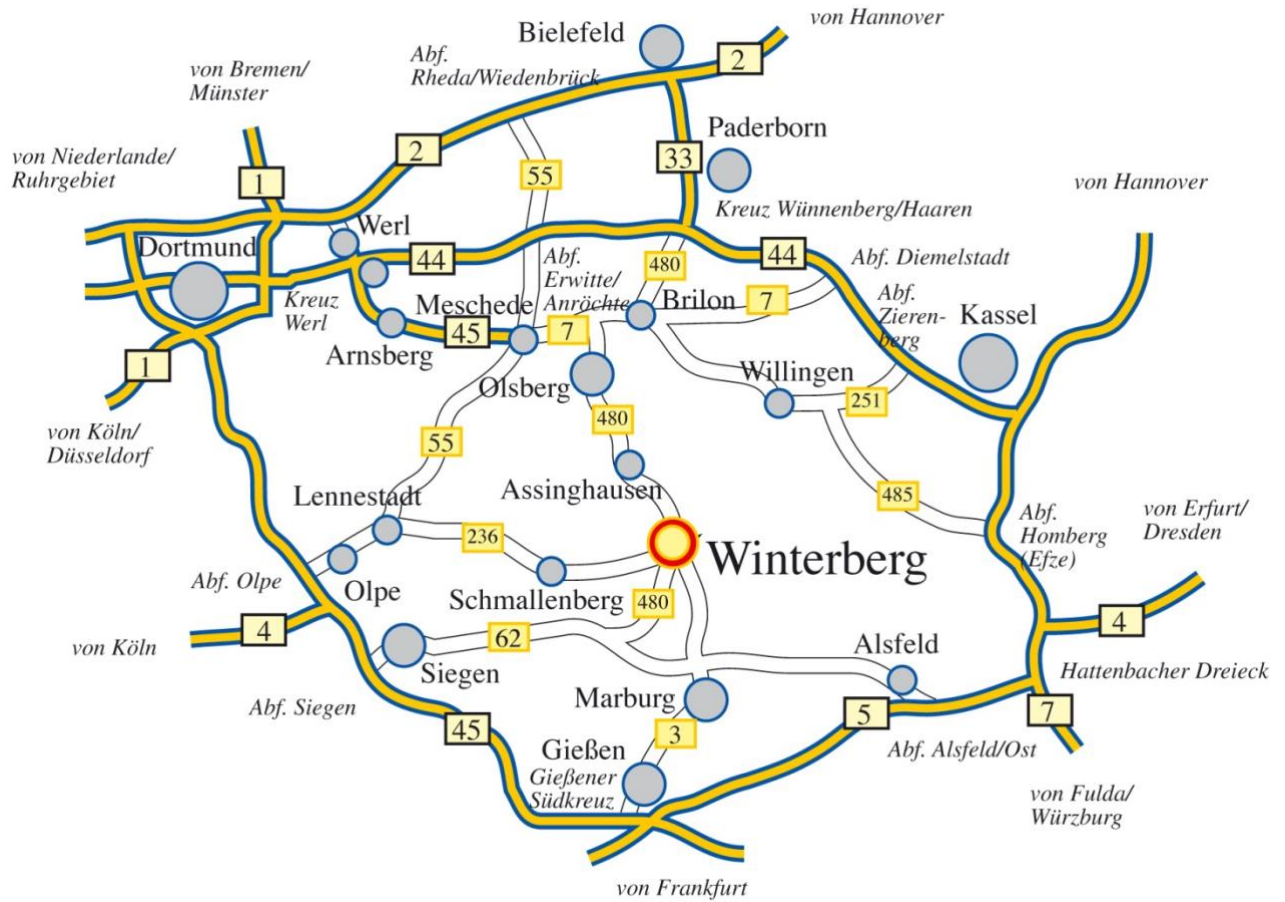 von Hannover
Bielefeld
Abf.
Rheda/Wiedenbrück
2
von Bremen/
Münster
Paderborn
2
33
von Niederlande/
Ruhrgebiet
1
55
von Hannover
Kreuz Wünnenberg/Haaren
Werl
Dortmund
44
Abf.
Erwitte/
Anröchte
480
44
Abf. Diemelstadt
Kreuz
Werl
Meschede
Brilon
7
Abf.
Zieren-
berg
Kassel
45
7
Arnsberg
1
Olsberg
Willingen
251
480
von Köln/
Düsseldorf
55
Assinghausen
485
Lennestadt
236
Abf.
Homberg
(Efze)
von Erfurt/
Dresden
Winterberg
Abf. Olpe
Olpe
Schmallenberg
480
4
62
4
von Köln
Siegen
Alsfeld
Hattenbacher Dreieck
Abf. Siegen
Marburg
45
3
5
7
Abf. Alsfeld/Ost
Gießen
Gießener
Südkreuz
von Fulda/
Würzburg
von Frankfurt